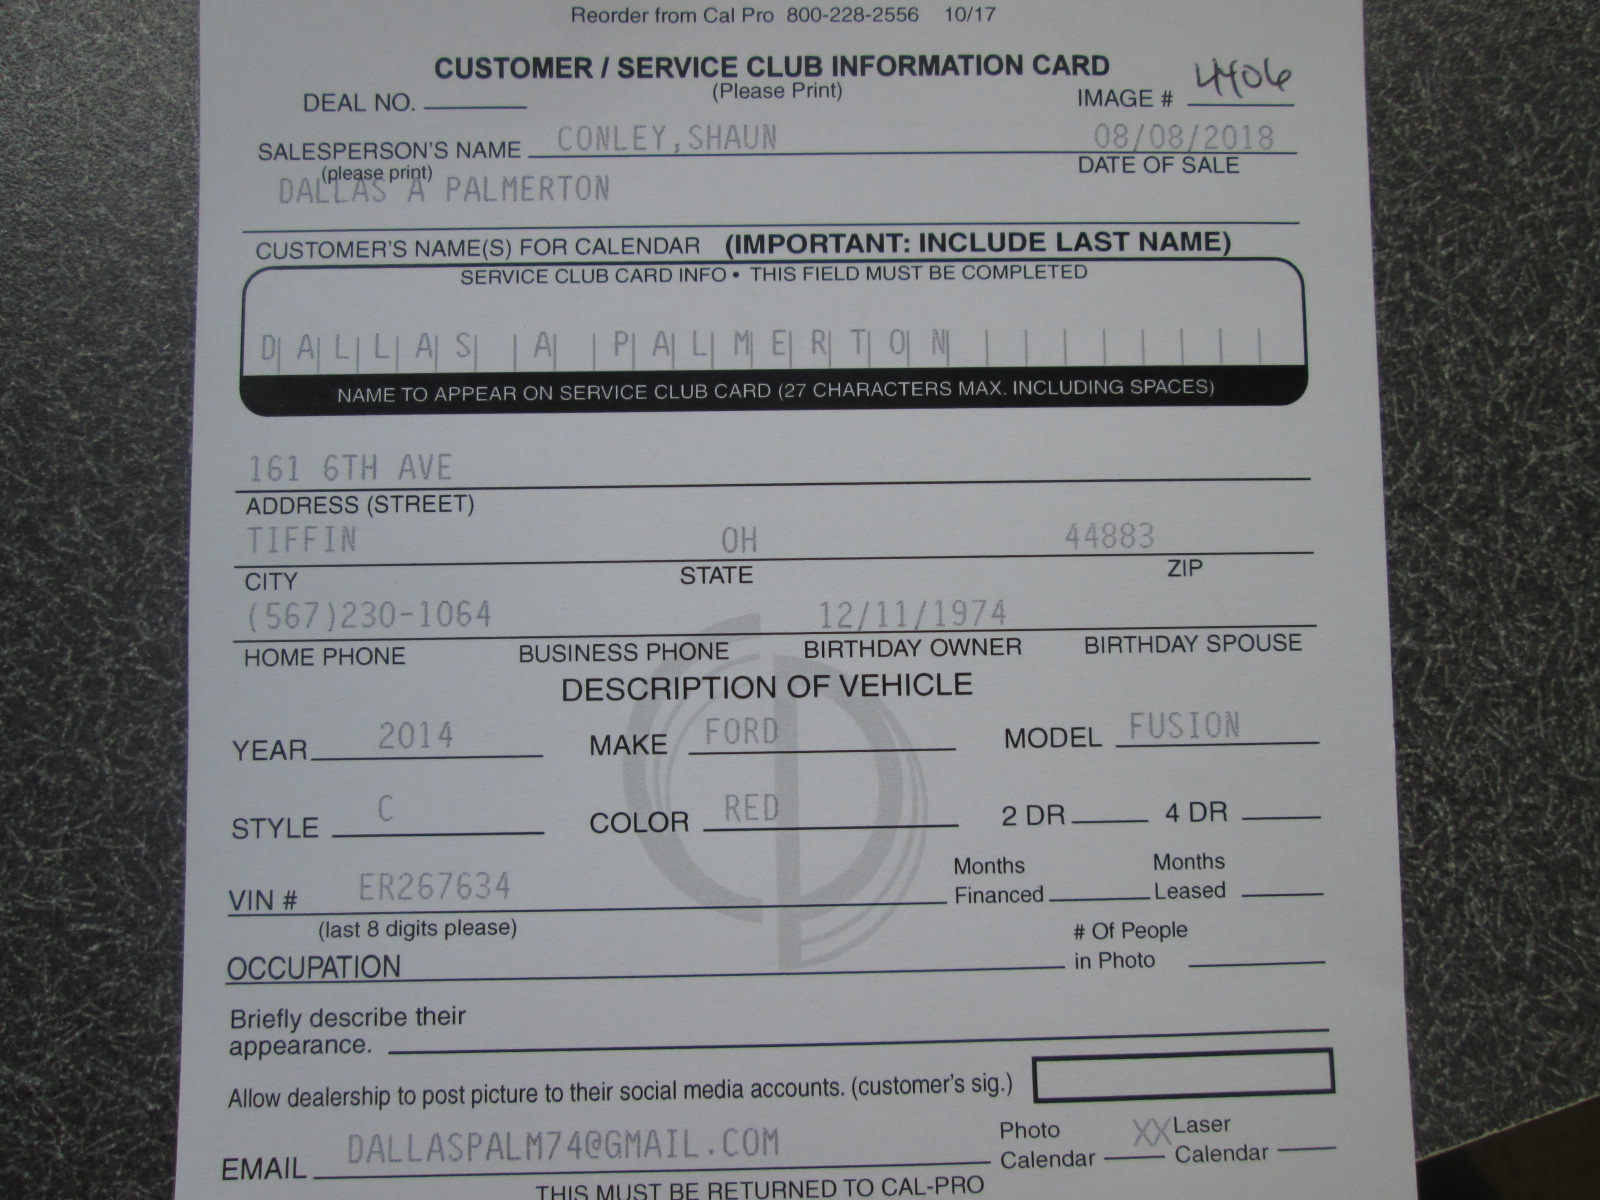 Reorder from Cal Pro 800-228-2556 10/17
CUSTOMER / SERVICE CLUB INFORMATION CARD
(Please Print)
DEAL NO. IMAGE # 4406
SALESPERSON'S NAME CONLEY,SHAUN 08/08/2018
(please print) DATE OF SALE
DALLAS A PALMERTON
CUSTOMER'S NAME(S) FOR CALENDAR (IMPORTANT: INCLUDE LAST NAME)
SERVICE CLUB CARD INFO • THIS FIELD MUST BE COMPLETED
DALLAS A PALMERTON
NAME TO APPEAR ON SERVICE CLUB CARD (27 CHARACTERS MAX. INCLUDING SPACES)
161 6TH AVE
ADDRESS (STREET)
TIFFIN OH 44883
CITY STATE ZIP
(567)230-1064 12/11/1974
HOME PHONE BUSINESS PHONE BIRTHDAY OWNER BIRTHDAY SPOUSE
DESCRIPTION OF VEHICLE
YEAR 2014 MAKE FORD MODEL FUSION
STYLE C COLOR RED 2 DR 4 DR
VIN # ER267634 Months Financed Months Leased
(last 8 digits please)
OCCUPATION # Of People in Photo
Briefly describe their
appearance.
Allow dealership to post picture to their social media accounts. (customer's sig.)
EMAIL DALLASPALM74@GMAIL.COM Photo Calendar XX Laser Calendar
THIS MUST BE RETURNED TO CAL-PRO